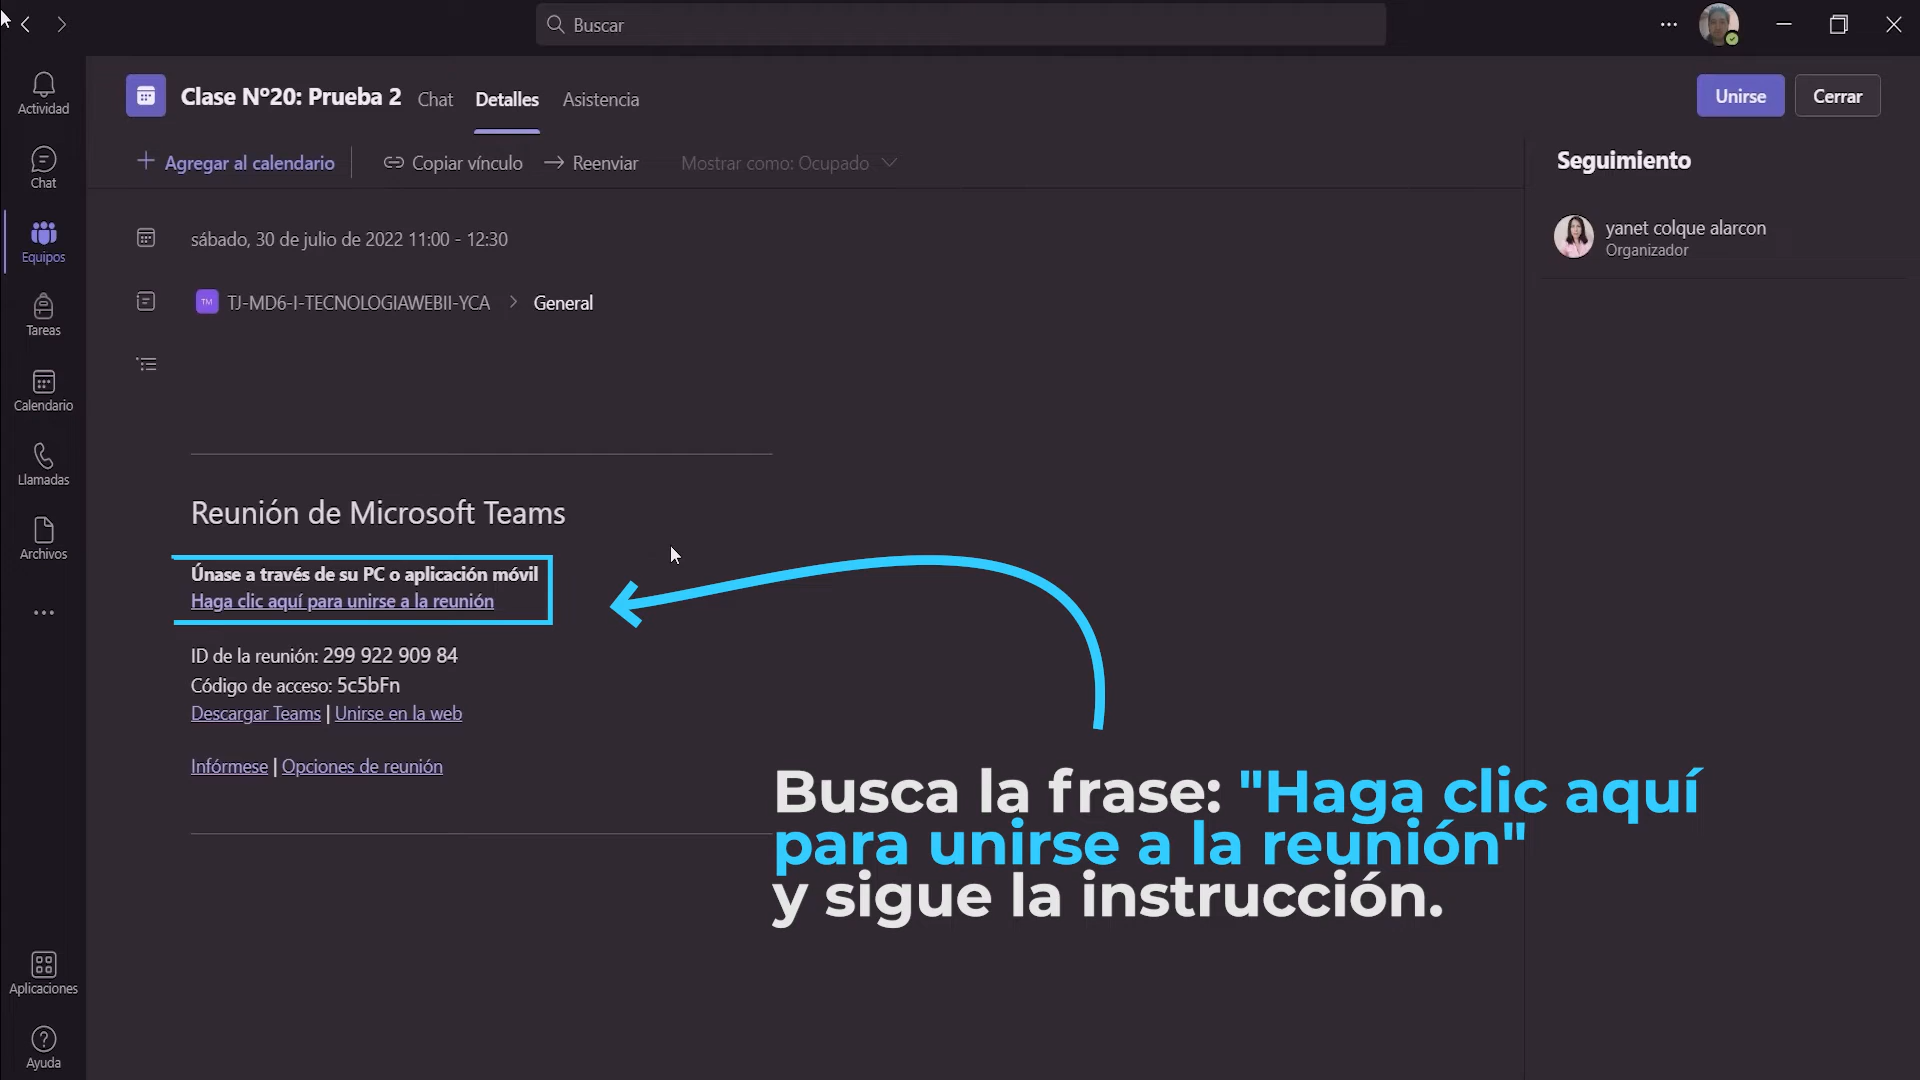 Buscar
Actividad
Chat
Equipos
Tareas
Calendario
Llamadas
Archivos
Aplicaciones
Ayuda
Clase Nº20: Prueba 2
Chat
Detalles
Asistencia
Unirse
Cerrar
Agregar al calendario
Copiar vínculo
Reenviar
Mostrar como: Ocupado
sábado, 30 de julio de 2022 11:00 - 12:30
TM
TJ-MD6-I-TECNOLOGIAWEBII-YCA > General
Reunión de Microsoft Teams
Únase a través de su PC o aplicación móvil
Haga clic aquí para unirse a la reunión
ID de la reunión: 299 922 909 84
Código de acceso: 5c5bFn
Descargar Teams | Unirse en la web
Infórmese | Opciones de reunión
Seguimiento
yanet colque alarcon
Organizador
Busca la frase: "Haga clic aquí
para unirse a la reunión"
y sigue la instrucción.